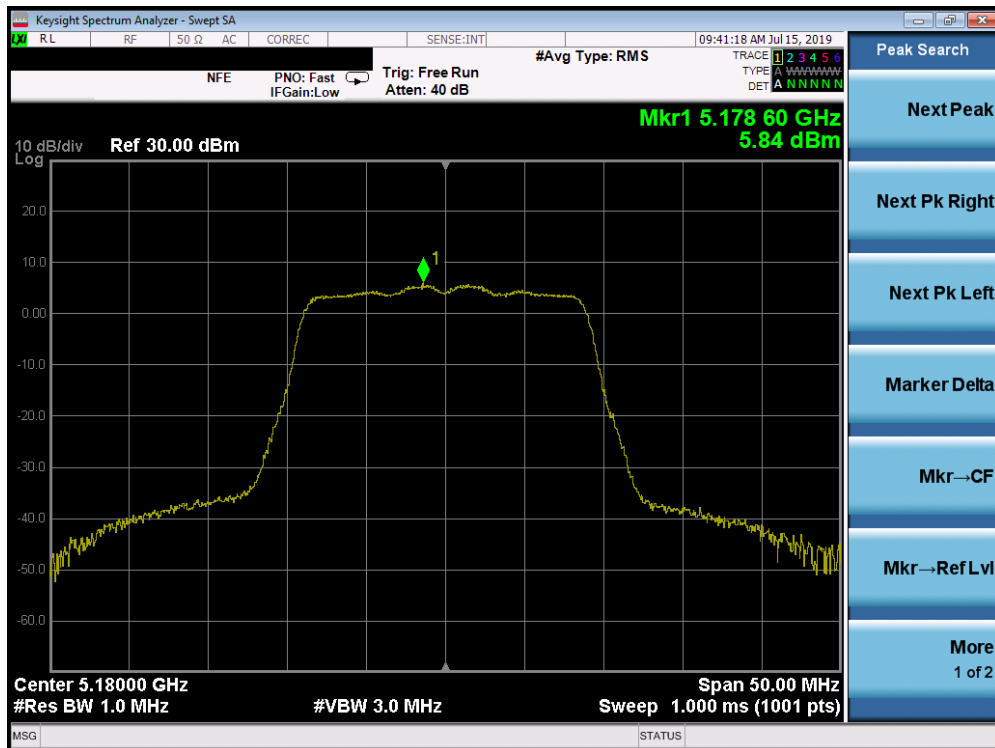 Keysight Spectrum Analyzer - Swept SA
LXI RL RF 50 Ω AC CORREC SENSE:INT 09:41:18 AM Jul 15, 2019
NFE PNO: Fast IFGain:Low Trig: Free Run Atten: 40 dB #Avg Type: RMS
TRACE 1 2 3 4 5 6
TYPE A WWWWW
DET A N N N N N
Mkr1 5.178 60 GHz
5.84 dBm
10 dB/div Ref 30.00 dBm
Log
20.0
10.0
1
0.00
-10.0
-20.0
-30.0
-40.0
-50.0
-60.0
Center 5.18000 GHz Span 50.00 MHz
#Res BW 1.0 MHz #VBW 3.0 MHz Sweep 1.000 ms (1001 pts)
MSG STATUS
Peak Search
Next Peak
Next Pk Right
Next Pk Left
Marker Delta
Mkr→CF
Mkr→Ref Lvl
More
1 of 2